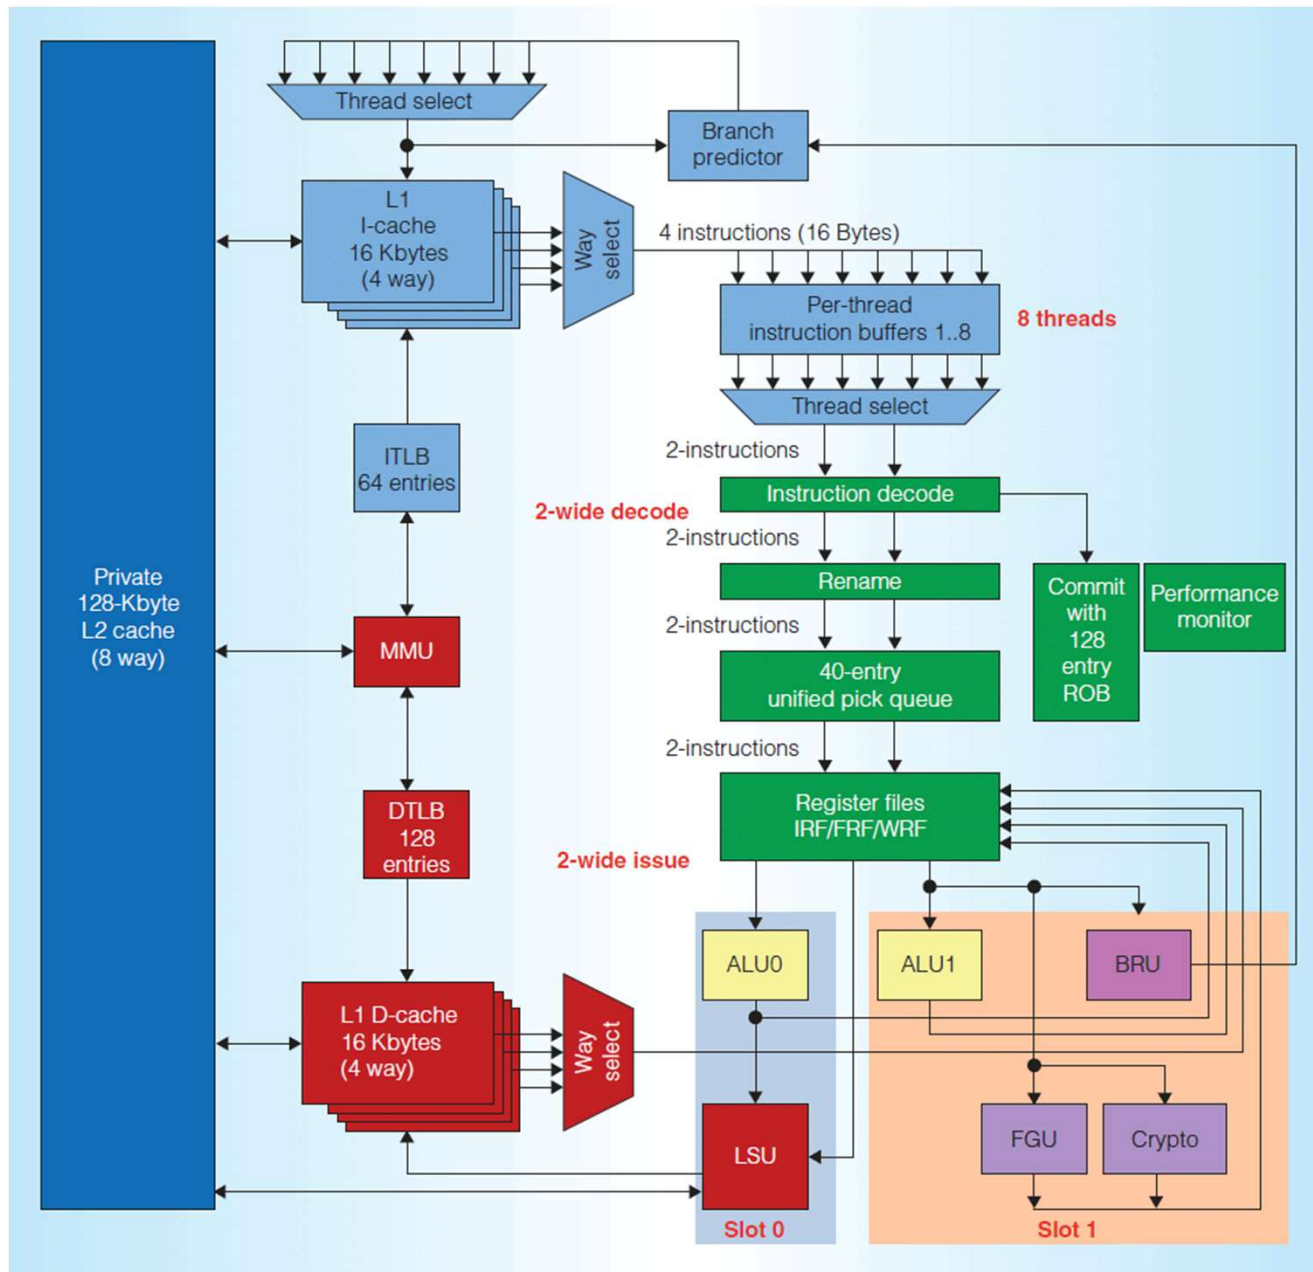 Thread select
Branch
predictor
L1
I-cache
16 Kbytes
(4 way)
Way
select
4 instructions (16 Bytes)
Per-thread
instruction buffers 1..8
8 threads
Thread select
2-instructions
ITLB
64 entries
Instruction decode
2-wide decode
2-instructions
Private
128-Kbyte
L2 cache
(8 way)
Rename
Commit
with
128
entry
ROB
Performance
monitor
2-instructions
MMU
40-entry
unified pick queue
2-instructions
DTLB
128
entries
Register files
IRF/FRF/WRF
2-wide issue
ALU0
ALU1
BRU
L1 D-cache
16 Kbytes
(4 way)
Way
select
LSU
FGU
Crypto
Slot 0
Slot 1